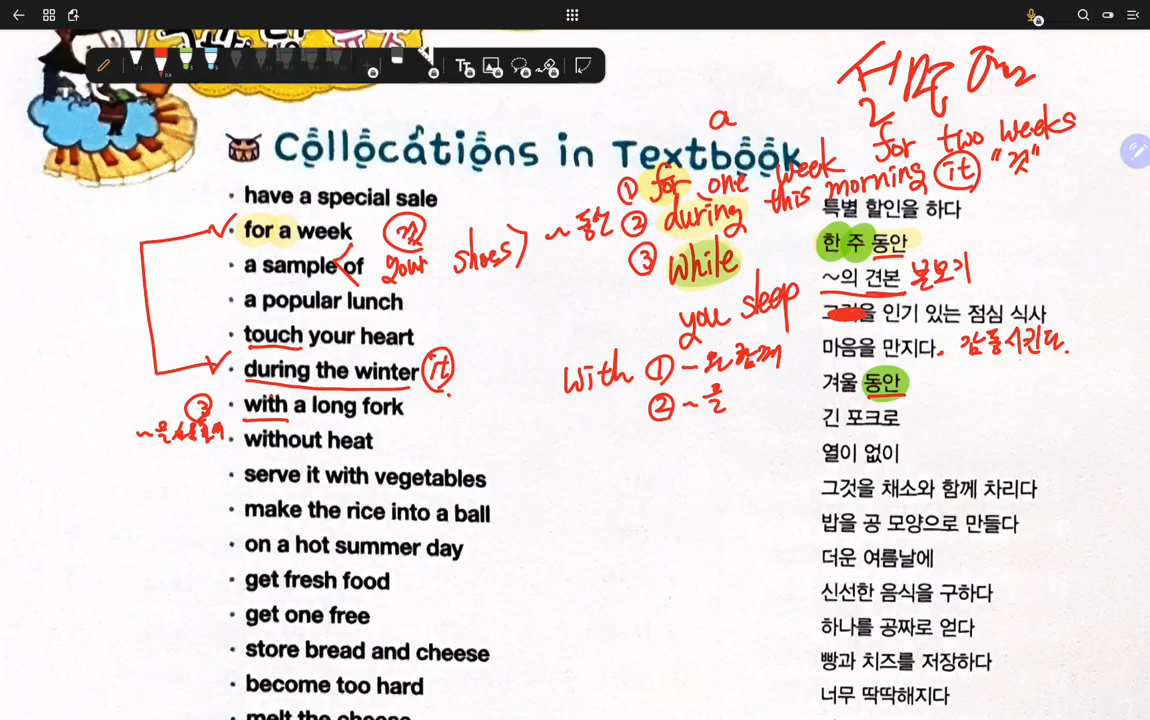 Collocations in Textbook
have a special sale
for a week
a sample of
a popular lunch
touch your heart
during the winter
with a long fork
without heat
serve it with vegetables
make the rice into a ball
on a hot summer day
get fresh food
get one free
store bread and cheese
become too hard
melt the cheese
your shoes)
it
③
a
~동안
① for one week
② during this morning
③ while
you sleep
with ① ~와 함께
② ~로
2
for two weeks
it "것"
특별 할인을 하다
한 주 동안
~의 견본 본보기
인기 있는 점심 식사
마음을 만지다. 감동시킨다.
겨울 동안
긴 포크로
열이 없이
그것을 채소와 함께 차리다
밥을 공 모양으로 만들다
더운 여름날에
신선한 음식을 구하다
하나를 공짜로 얻다
빵과 치즈를 저장하다
너무 딱딱해지다